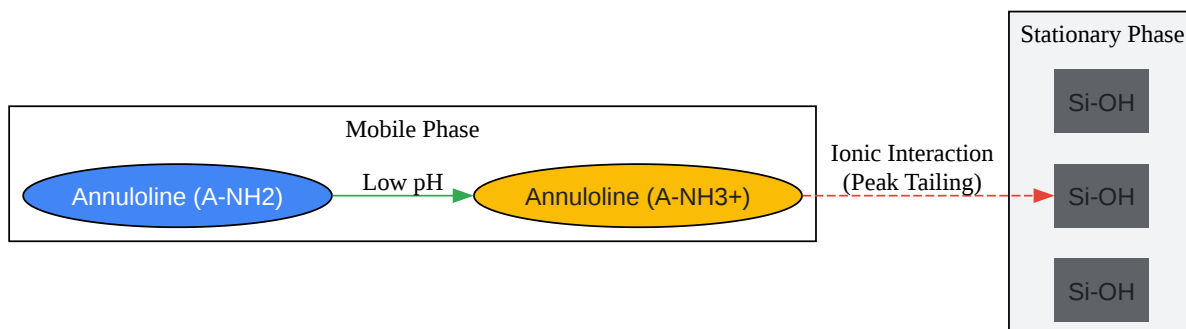 Stationary Phase
Si-OH
Mobile Phase
Ionic Interaction
(Peak Tailing)
Annuloline (A-NH2)
Low pH
Annuloline (A-NH3+)
Si-OH
Si-OH